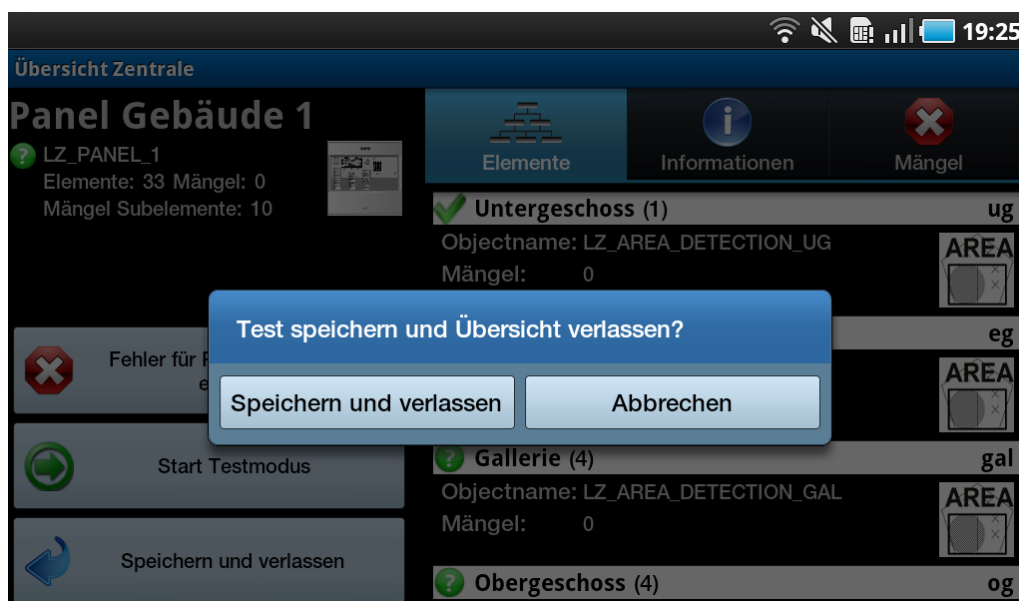 19:25
Übersicht Zentrale
Panel Gebäude 1
LZ_PANEL_1
Elemente: 33 Mängel: 0
Mängel Subelemente: 10
Elemente
Informationen
Mängel
Untergeschoss (1)
ug
Objectname: LZ_AREA_DETECTION_UG
Mängel: 0
AREA
Test speichern und Übersicht verlassen?
Speichern und verlassen
Abbrechen
eg
AREA
Fehler für
Start Testmodus
Speichern und verlassen
Gallerie (4)
gal
Objectname: LZ_AREA_DETECTION_GAL
Mängel: 0
AREA
Obergeschoss (4)
og